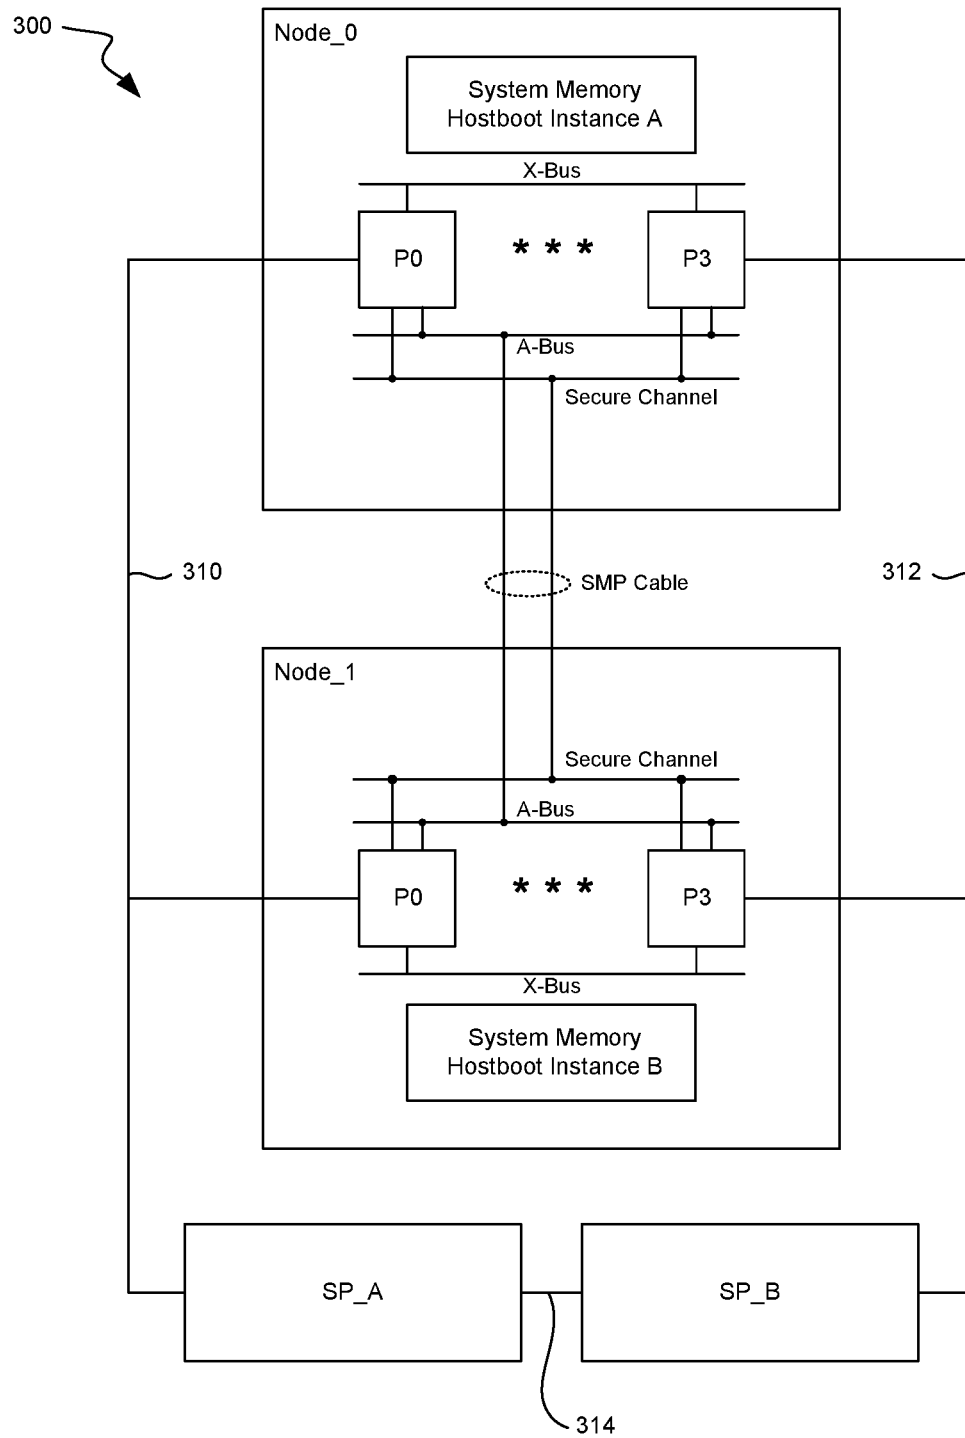 300
Node_0
System Memory
Hostboot Instance A
X-Bus
P0
* * *
P3
A-Bus
Secure Channel
310
SMP Cable
312
Node_1
Secure Channel
A-Bus
P0
* * *
P3
X-Bus
System Memory
Hostboot Instance B
SP_A
SP_B
314